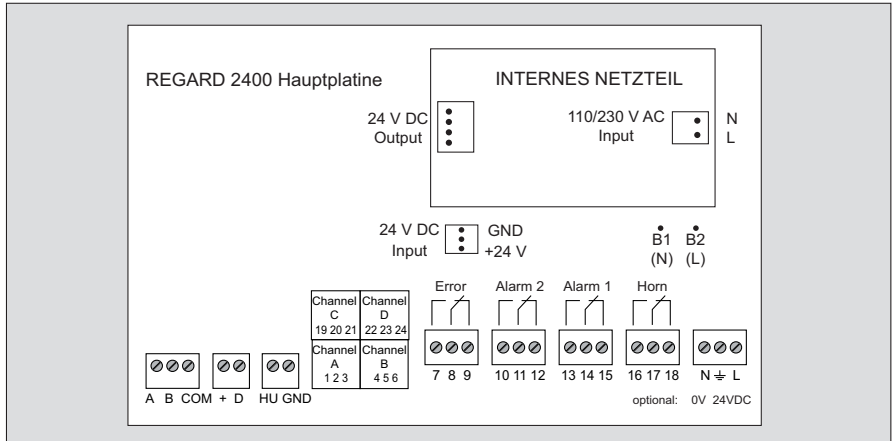 REGARD 2400 Hauptplatine
INTERNES NETZTEIL
24 V DC
Output
110/230 V AC
Input
N
L
24 V DC
Input
GND
+24 V
B1
(N)
B2
(L)
Error
Alarm 2
Alarm 1
Horn
Channel
C
19 20 21
Channel
D
22 23 24
Channel
A
1 2 3
Channel
B
4 5 6
7 8 9
10 11 12
13 14 15
16 17 18
N ⏚ L
A B COM + D HU GND
optional: 0V 24VDC